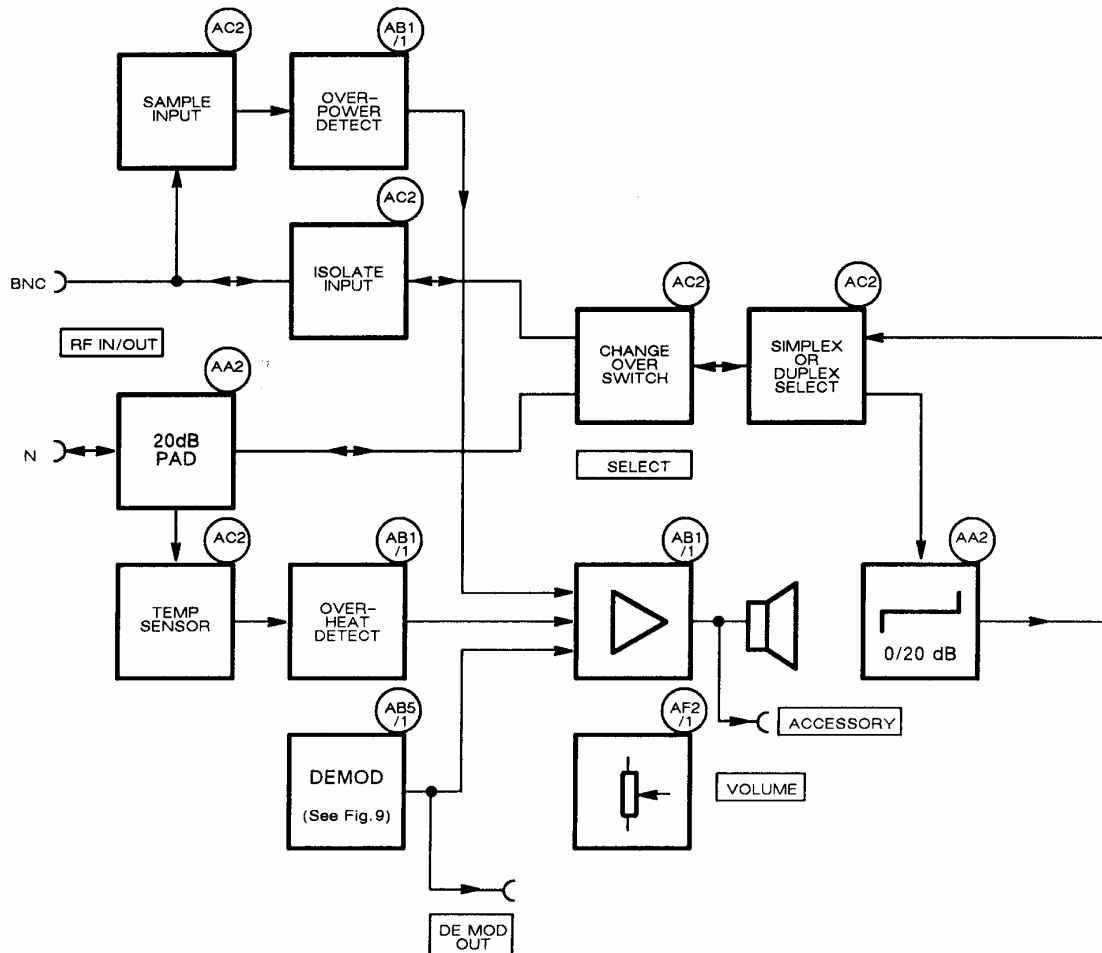 AC2
SAMPLE
INPUT
AB1
/1
OVER-
POWER
DETECT
AC2
ISOLATE
INPUT
BNC
RF IN/OUT
AC2
CHANGE
OVER
SWITCH
AC2
SIMPLEX
OR
DUPLEX
SELECT
AA2
20dB
PAD
N
SELECT
AC2
TEMP
SENSOR
AB1
/1
OVER-
HEAT
DETECT
AB1
/1
AA2
0/20 dB
ACCESSORY
AB5
/1
DEMOD
(See Fig.9)
AF2
/1
VOLUME
DE MOD
OUT